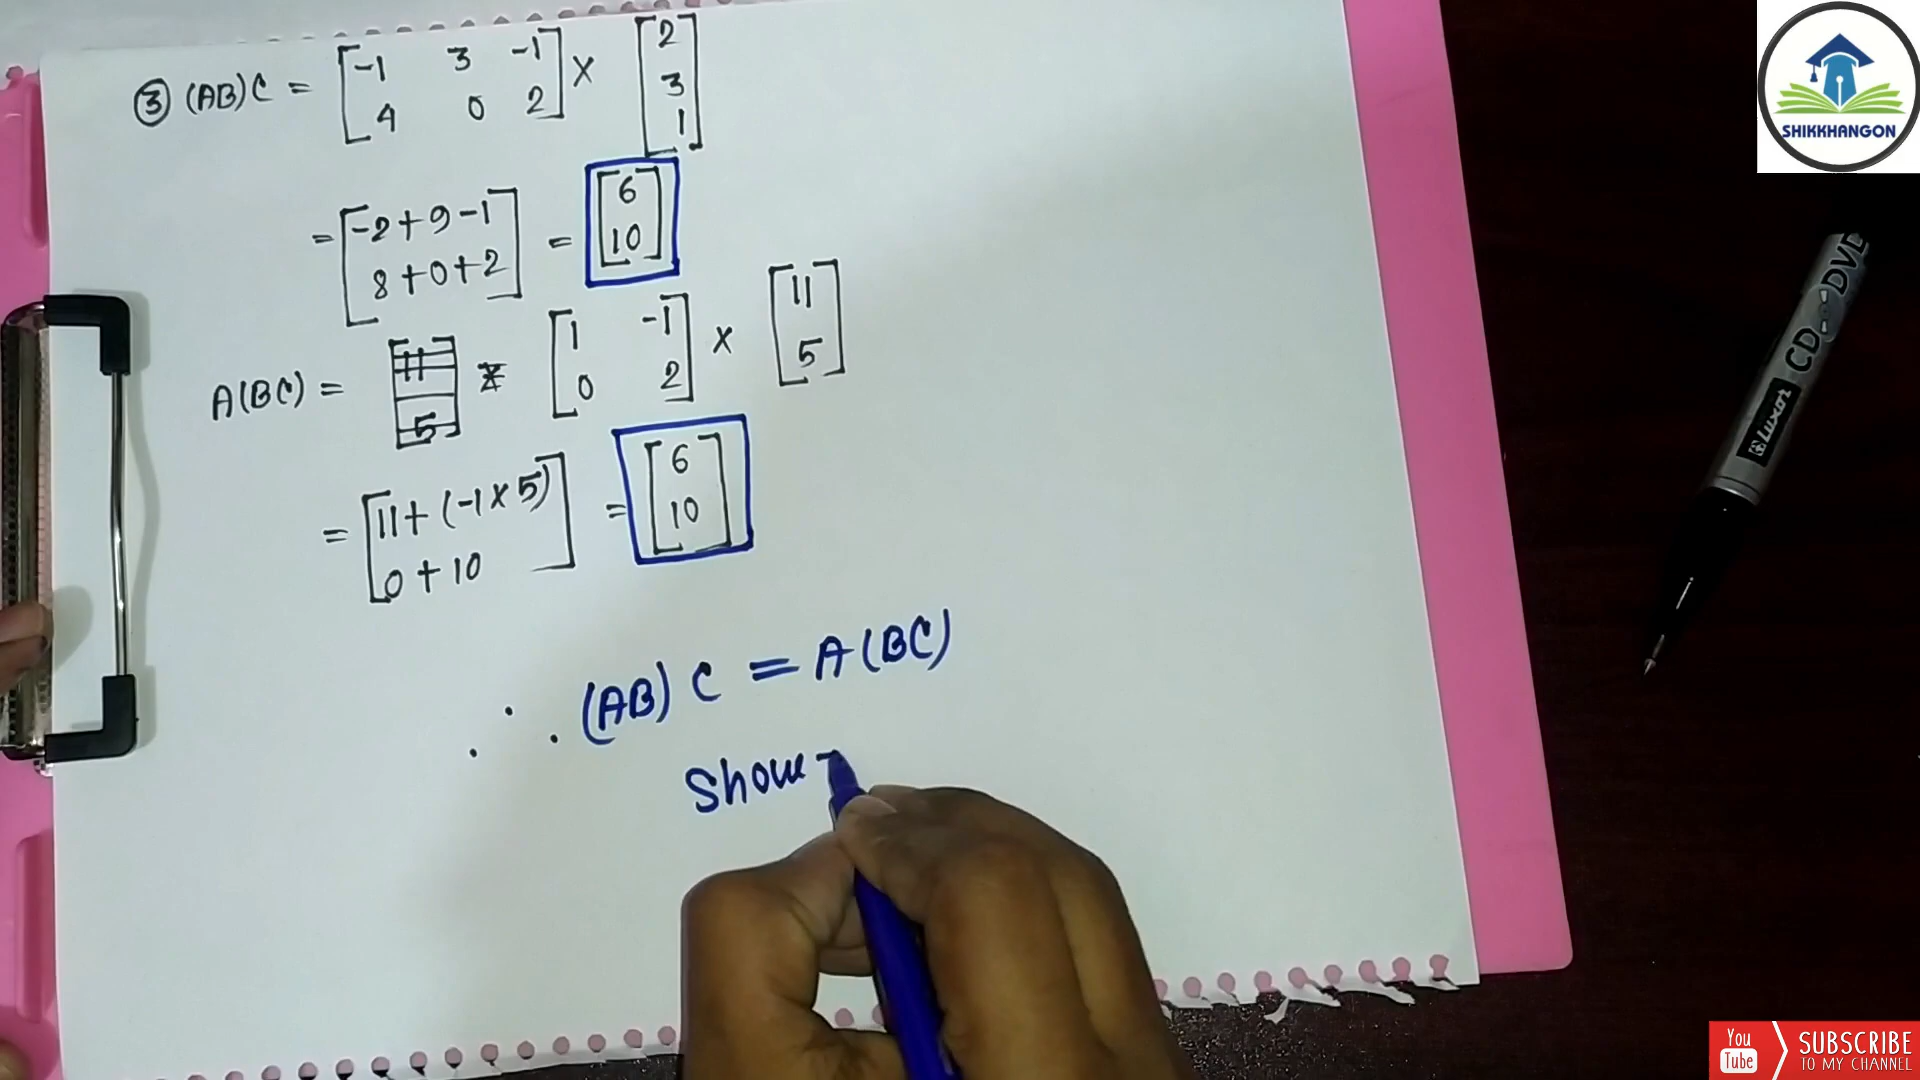 ③ (AB) C = [-1 3 -1
4 0 2] × [2
3
1]
= [-2+9-1
8+0+2] = [6
10]
A(BC) = [1 -1
0 2] × [11
5]
= [11+(-1×5)
0+10] = [6
10]
∴ (AB) C = A(BC)
Show
SHIKKHANGON
Luxor CD..DVD
You Tube SUBSCRIBE
TO MY CHANNEL